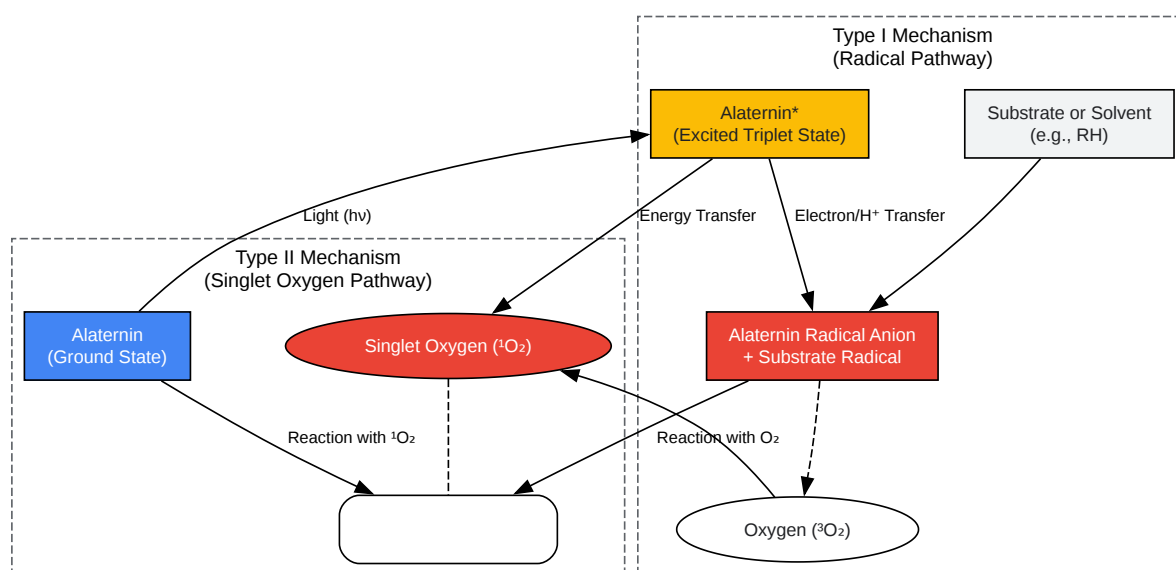 Type I Mechanism
(Radical Pathway)
Alaternin*
(Excited Triplet State)
Substrate or Solvent
(e.g., RH)
Light (hν)
Energy Transfer
Electron/H⁺ Transfer
Type II Mechanism
(Singlet Oxygen Pathway)
Alaternin
(Ground State)
Singlet Oxygen (¹O₂)
Alaternin Radical Anion
+ Substrate Radical
Reaction with ¹O₂
Reaction with O₂
Oxygen (³O₂)